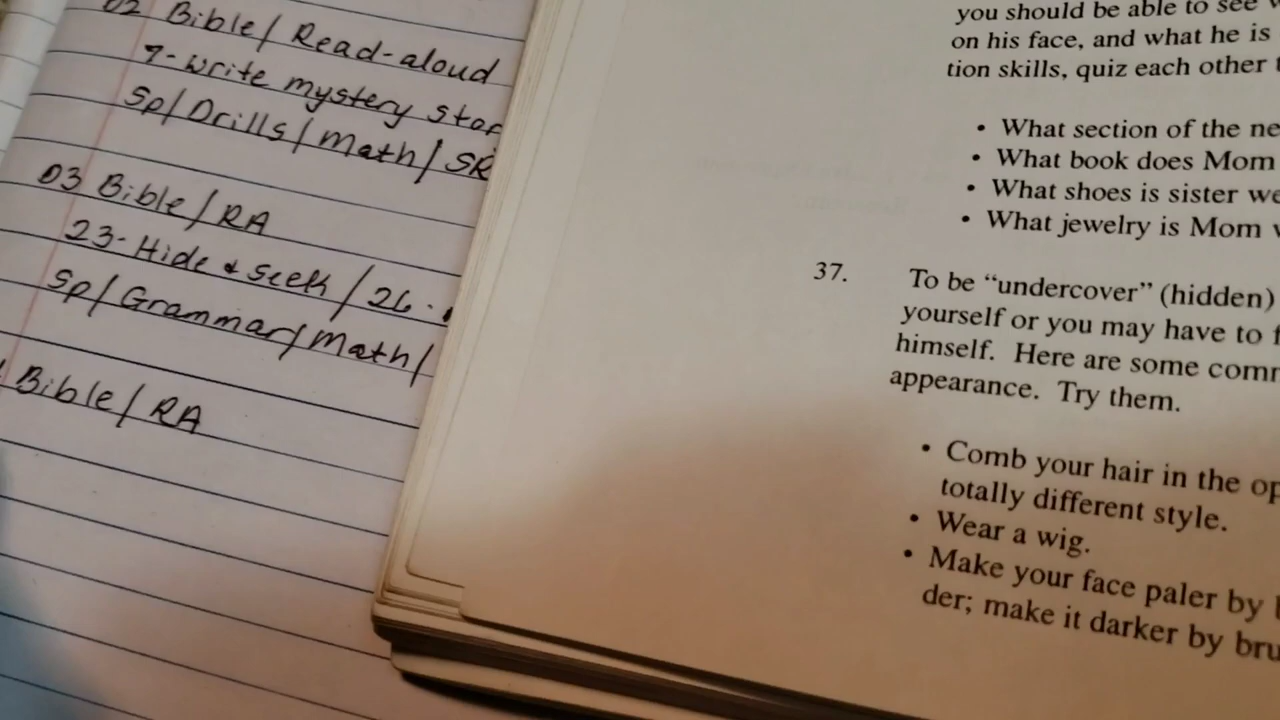 02 Bible/Read-aloud
7-write mystery stor
Sp/Drills/Math/SR
03 Bible/RA
23-Hide & Seek/26.
Sp/Grammar/Math/
Bible/RA
you should be able to see
on his face, and what he is
tion skills, quiz each other
• What section of the ne
• What book does Mom
• What shoes is sister we
• What jewelry is Mom
37. To be “undercover” (hidden)
yourself or you may have to f
himself. Here are some comm
appearance. Try them.
• Comb your hair in the op
totally different style.
• Wear a wig.
• Make your face paler by
der; make it darker by bru